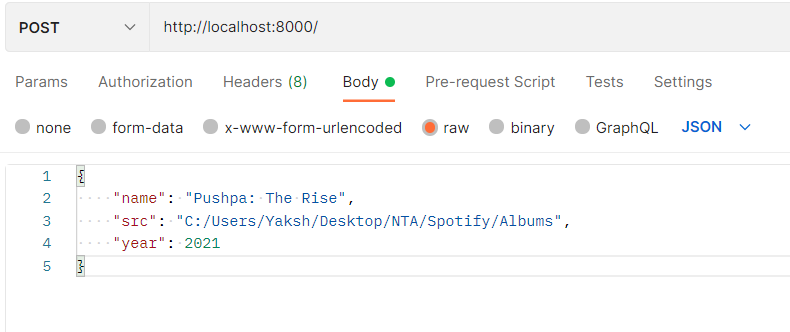 POST http://localhost:8000/
Params Authorization Headers (8) Body Pre-request Script Tests Settings
none form-data x-www-form-urlencoded raw binary GraphQL JSON
1 {
2 "name": "Pushpa: The Rise",
3 "src": "C:/Users/Yaksh/Desktop/NTA/Spotify/Albums",
4 "year": 2021
5 }